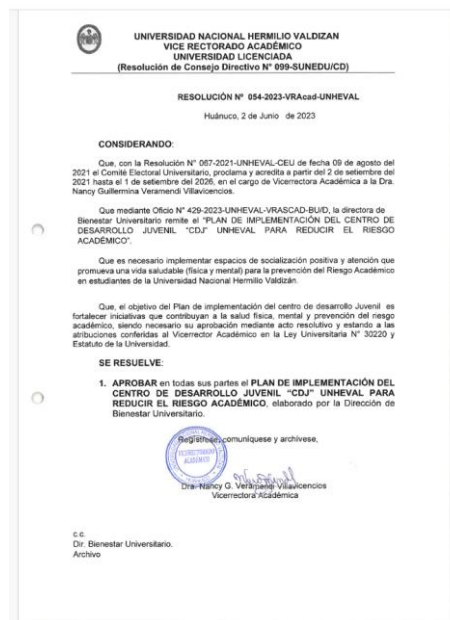 UNIVERSIDAD NACIONAL HERMILIO VALDIZAN
VICE RECTORADO ACADÉMICO
UNIVERSIDAD LICENCIADA
(Resolución de Consejo Directivo N° 099-SUNEDU/CD)
RESOLUCIÓN Nº 054-2023-VRAcad-UNHEVAL
Huánuco, 2 de Junio de 2023
CONSIDERANDO:
Que, con la Resolución N° 067-2021-UNHEVAL-CEU de fecha 09 de agosto del
2021 el Comité Electoral Universitario, proclama y acredita a partir del 2 de setiembre del
2021 hasta el 1 de setiembre del 2026, en el cargo de Vicerrectora Académica a la Dra.
Nancy Guillermina Veramendi Villavicencios.
Que mediante Oficio N° 429-2023-UNHEVAL-VRASCAD-BU/D, la directora de
Bienestar Universitario remite el "PLAN DE IMPLEMENTACIÓN DEL CENTRO DE
DESARROLLO JUVENIL "CDJ" UNHEVAL PARA REDUCIR EL RIESGO
ACADÉMICO".
Que es necesario implementar espacios de socialización positiva y atención que
promueva una vida saludable (física y mental) para la prevención del Riesgo Académico
en estudiantes de la Universidad Nacional Hermilio Valdizán.
Que, el objetivo del Plan de implementación del centro de desarrollo Juvenil es
fortalecer iniciativas que contribuyan a la salud física, mental y prevención del riesgo
académico, siendo necesario su aprobación mediante acto resolutivo y estando a las
atribuciones conferidas al Vicerrector Académico en la Ley Universitaria N° 30220 y
Estatuto de la Universidad.
SE RESUELVE:
1. APROBAR en todas sus partes el PLAN DE IMPLEMENTACIÓN DEL
CENTRO DE DESARROLLO JUVENIL "CDJ" UNHEVAL PARA
REDUCIR EL RIESGO ACADÉMICO, elaborado por la Dirección de
Bienestar Universitario.
Regístrese, comuníquese y archívese,
VICERRECTORADO
ACADÉMICO
Dra. Nancy G. Veramendi Villavicencios
Vicerrectora Académica
c.c.
Dir. Bienestar Universitario.
Archivo